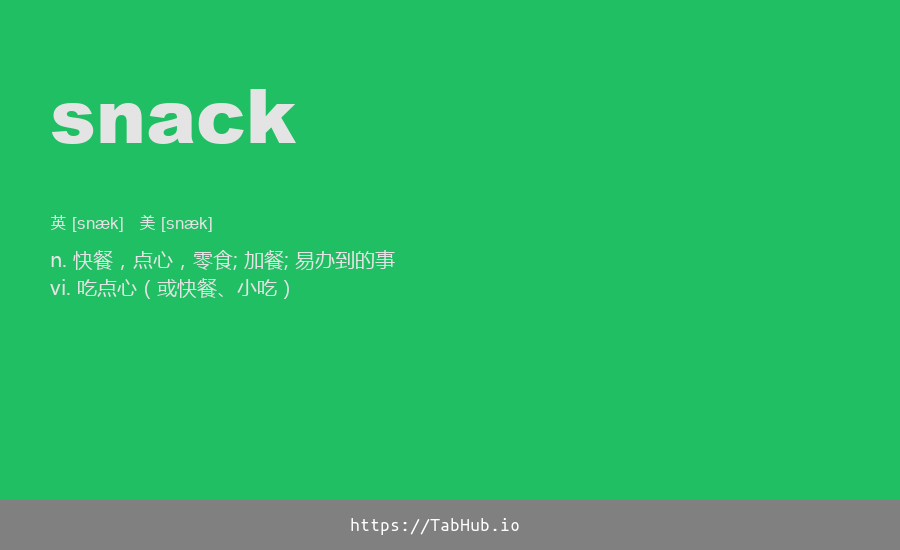 snack
英 [snæk] 美 [snæk]
n. 快餐，点心，零食; 加餐; 易办到的事
vi. 吃点心（或快餐、小吃）
https://TabHub.io